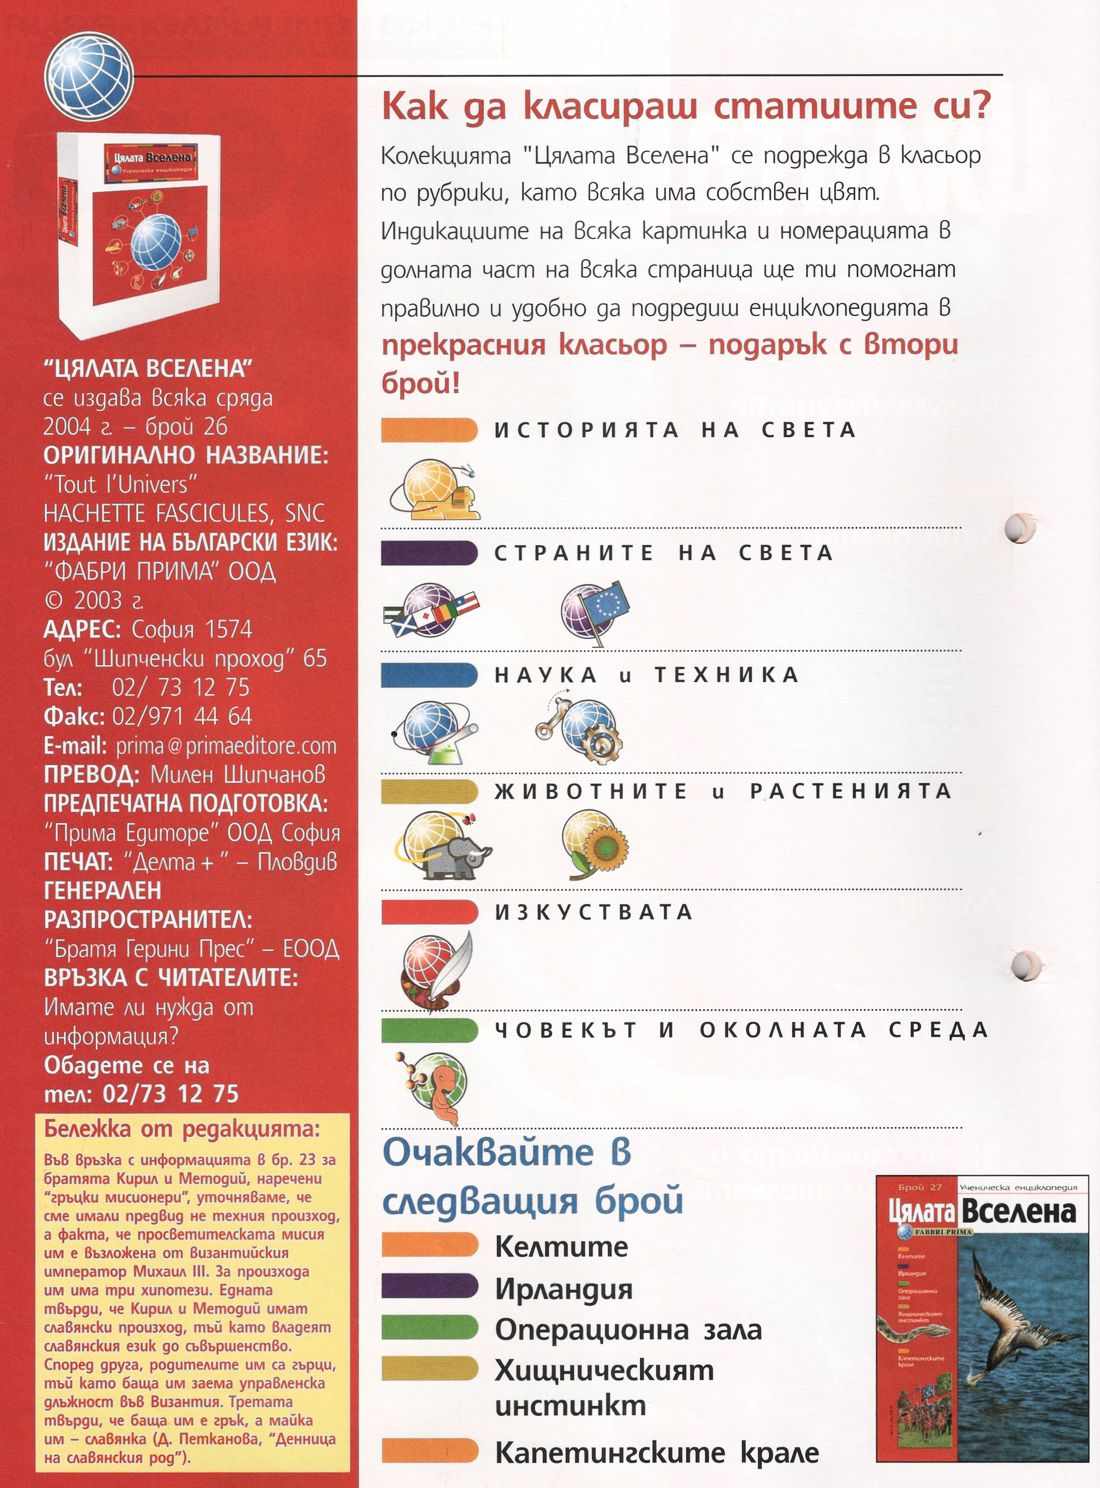 Цялата Вселена
Ученическа енциклопедия
"ЦЯЛАТА ВСЕЛЕНА"
се издава всяка сряда
2004 г. – брой 26
ОРИГИНАЛНО НАЗВАНИЕ:
"Tout l'Univers"
HACHETTE FASCICULES, SNC
ИЗДАНИЕ НА БЪЛГАРСКИ ЕЗИК:
"ФАБРИ ПРИМА" ООД
© 2003 г.
АДРЕС: София 1574
бул "Шипченски проход" 65
Тел: 02/ 73 12 75
Факс: 02/971 44 64
E-mail: prima@primaeditore.com
ПРЕВОД: Милен Шипчанов
ПРЕДПЕЧАТНА ПОДГОТОВКА:
"Прима Едиторе" ООД София
ПЕЧАТ: "Делта + " – Пловдив
ГЕНЕРАЛЕН
РАЗПРОСТРАНИТЕЛ:
"Братя Герини Прес" – ЕООД
ВРЪЗКА С ЧИТАТЕЛИТЕ:
Имате ли нужда от
информация?
Обадете се на
тел: 02/73 12 75
Бележка от редакцията:
Във връзка с информацията в бр. 23 за
братята Кирил и Методий, наречени
"гръцки мисионери", уточняваме, че
сме имали предвид не техния произход,
а факта, че просветителската мисия
им е възложена от византийския
император Михаил III. За произхода
им има три хипотези. Едната
твърди, че Кирил и Методий имат
славянски произход, тъй като владеят
славянския език до съвършенство.
Според друга, родителите им са гърци,
тъй като баща им заема управленска
длъжност във Византия. Третата
твърди, че баща им е грък, а майка
им – славянка (Д. Петканова, "Денница
на славянския род").
Как да класираш статиите си?
Колекцията "Цялата Вселена" се подрежда в класьор
по рубрики, като всяка има собствен цвят.
Индикациите на всяка картинка и номерацията в
долната част на всяка страница ще ти помогнат
правилно и удобно да подредиш енциклопедията в
прекрасния класьор – подарък с втори
брой!
ИСТОРИЯТА НА СВЕТА
СТРАНИТЕ НА СВЕТА
НАУКА и ТЕХНИКА
ЖИВОТНИТЕ и РАСТЕНИЯТА
ИЗКУСТВАТА
ЧОВЕКЪТ И ОКОЛНАТА СРЕДА
Очаквайте в
следващия брой
Келтите
Ирландия
Операционна зала
Хищническият
инстинкт
Капетингските крале
Брой 27
Ученическа енциклопедия
Цялата Вселена
FABBRI PRIMA
Келтите
Ирландия
Операционна
зала
Хищническият
инстинкт
Капетингските
крале